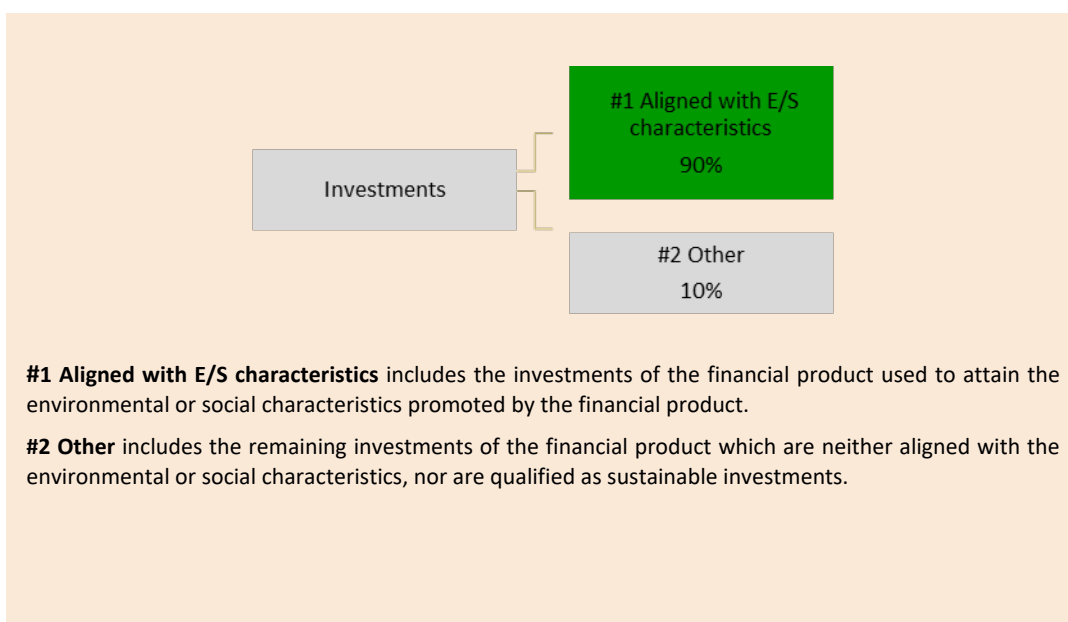 #1 Aligned with E/S
characteristics
90%
Investments
#2 Other
10%
#1 Aligned with E/S characteristics includes the investments of the financial product used to attain the
environmental or social characteristics promoted by the financial product.
#2 Other includes the remaining investments of the financial product which are neither aligned with the
environmental or social characteristics, nor are qualified as sustainable investments.